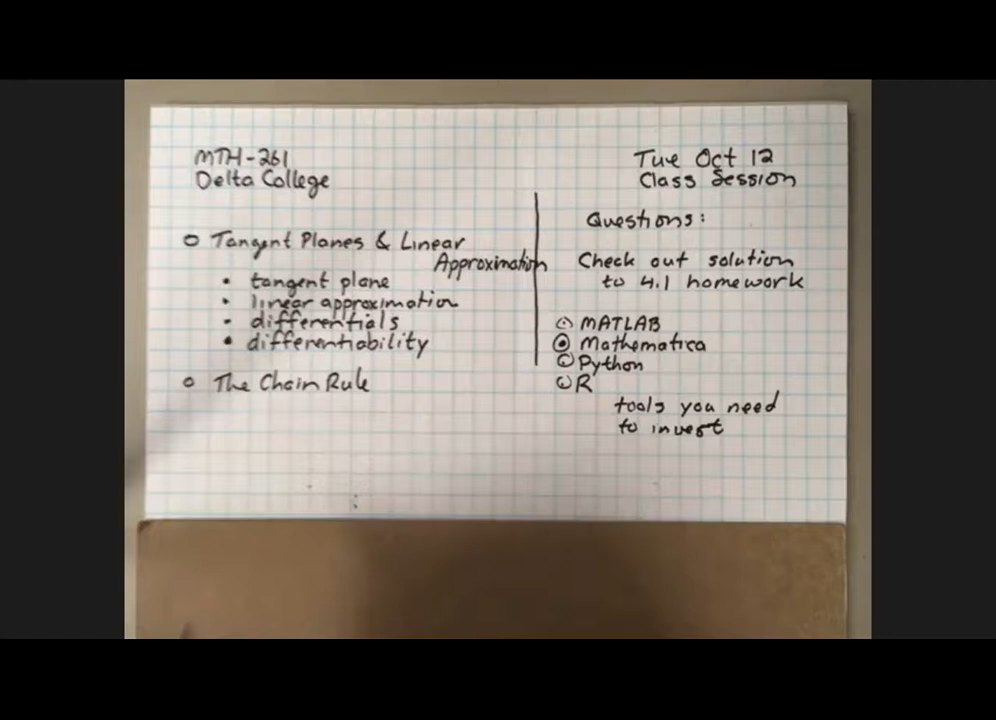 MTH-261
Delta College
○ Tangent Planes & Linear
Approximation
• tangent plane
• linear approximation
• differentials
• differentiability
○ The Chain Rule
Tue Oct 12
Class Session
Questions:
Check out solution
to 4.1 homework
○ MATLAB
⊙ Mathematica
○ Python
○ R
tools you need
to invest